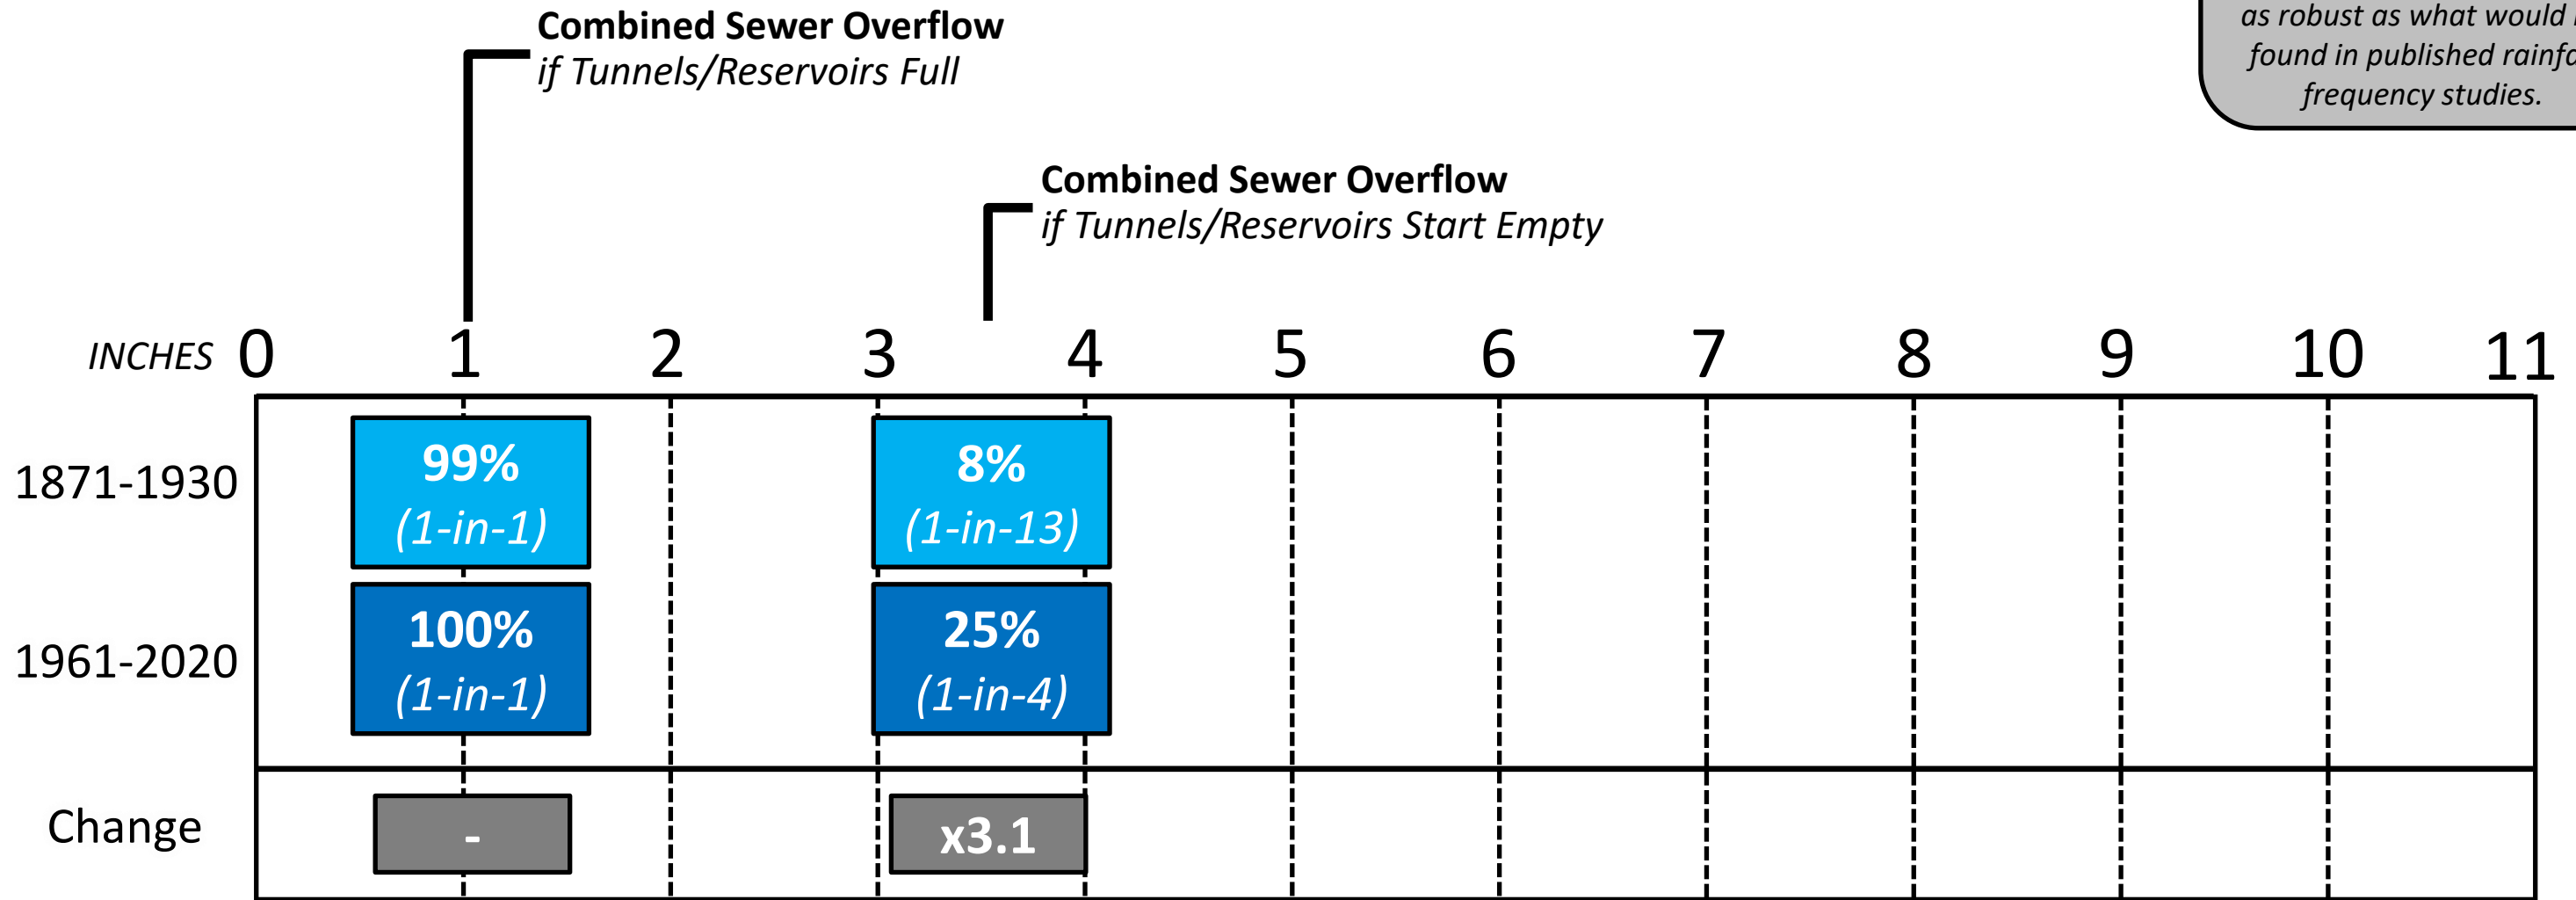 Combined Sewer Overflow
if Tunnels/Reservoirs Full
as robust as what would
found in published
frequency studies.
Combined Sewer Overflow
if Tunnels/Reservoirs Start Empty
INCHES 0 1 2 3 4 5 6 7 8 9 10 11
1871-1930
99%
(1-in-1)
8%
(1-in-13)
1961-2020
100%
(1-in-1)
25%
(1-in-4)
Change
-
x3.1